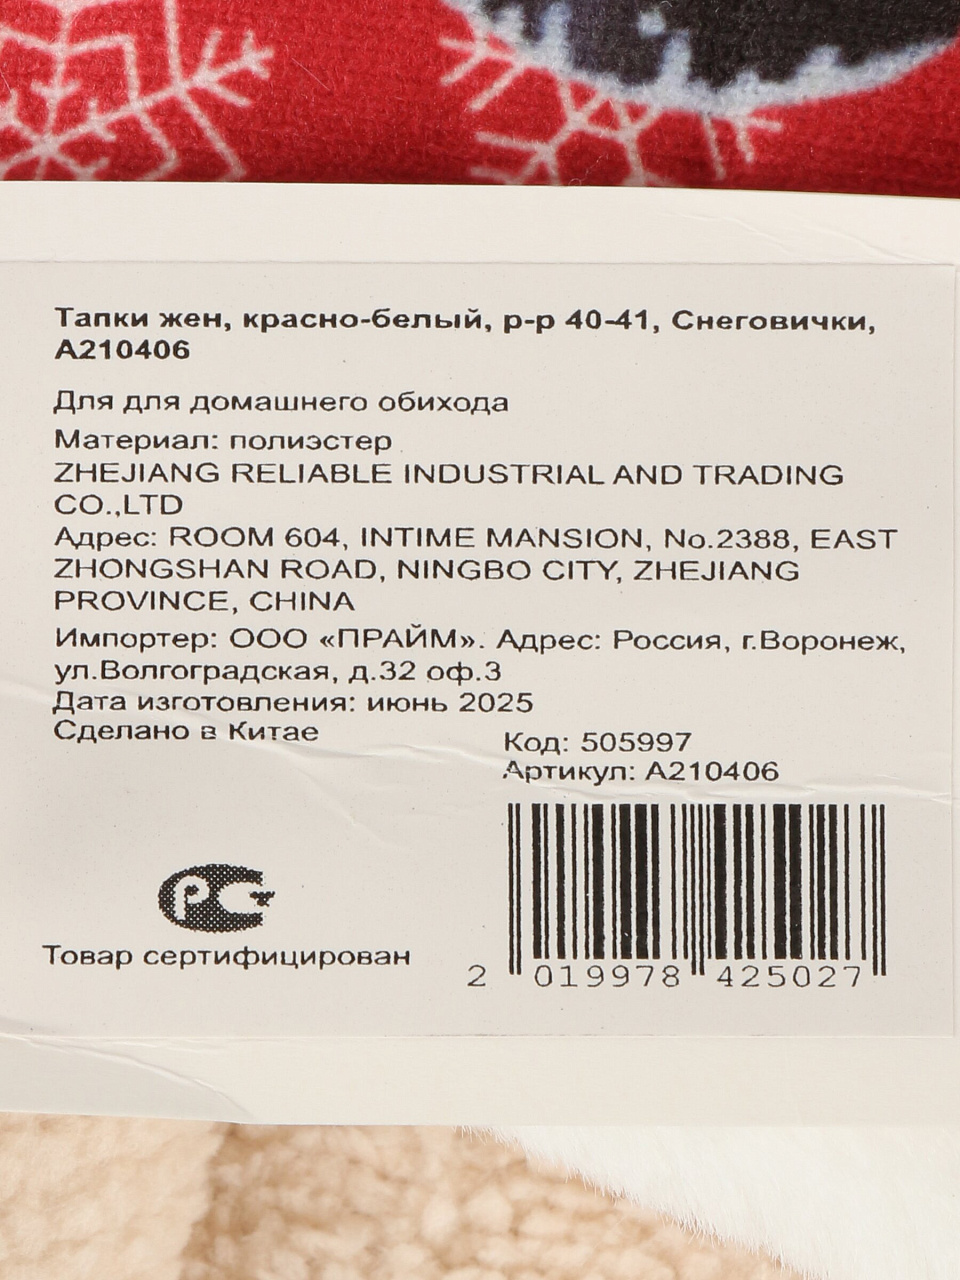 Тапки жен, красно-белый, р-р 40-41, Снеговички,
А210406
Для для домашнего обихода
Материал: полиэстер
ZHEJIANG RELIABLE INDUSTRIAL AND TRADING
CO.,LTD
Адрес: ROOM 604, INTIME MANSION, No.2388, EAST
ZHONGSHAN ROAD, NINGBO CITY, ZHEJIANG
PROVINCE, CHINA
Импортер: ООО «ПРАЙМ». Адрес: Россия, г.Воронеж,
ул.Волгоградская, д.32 оф.3
Дата изготовления: июнь 2025
Сделано в Китае
Код: 505997
Артикул: А210406
РСТ
Товар сертифицирован
2 019978 425027